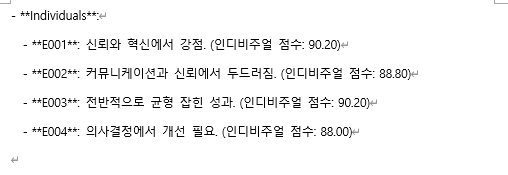 - **Individuals**:
- **E001**: 신뢰와 혁신에서 강점. (인디비주얼 점수: 90.20)
- **E002**: 커뮤니케이션과 신뢰에서 두드러짐. (인디비주얼 점수: 88.80)
- **E003**: 전반적으로 균형 잡힌 성과. (인디비주얼 점수: 90.20)
- **E004**: 의사결정에서 개선 필요. (인디비주얼 점수: 88.00)